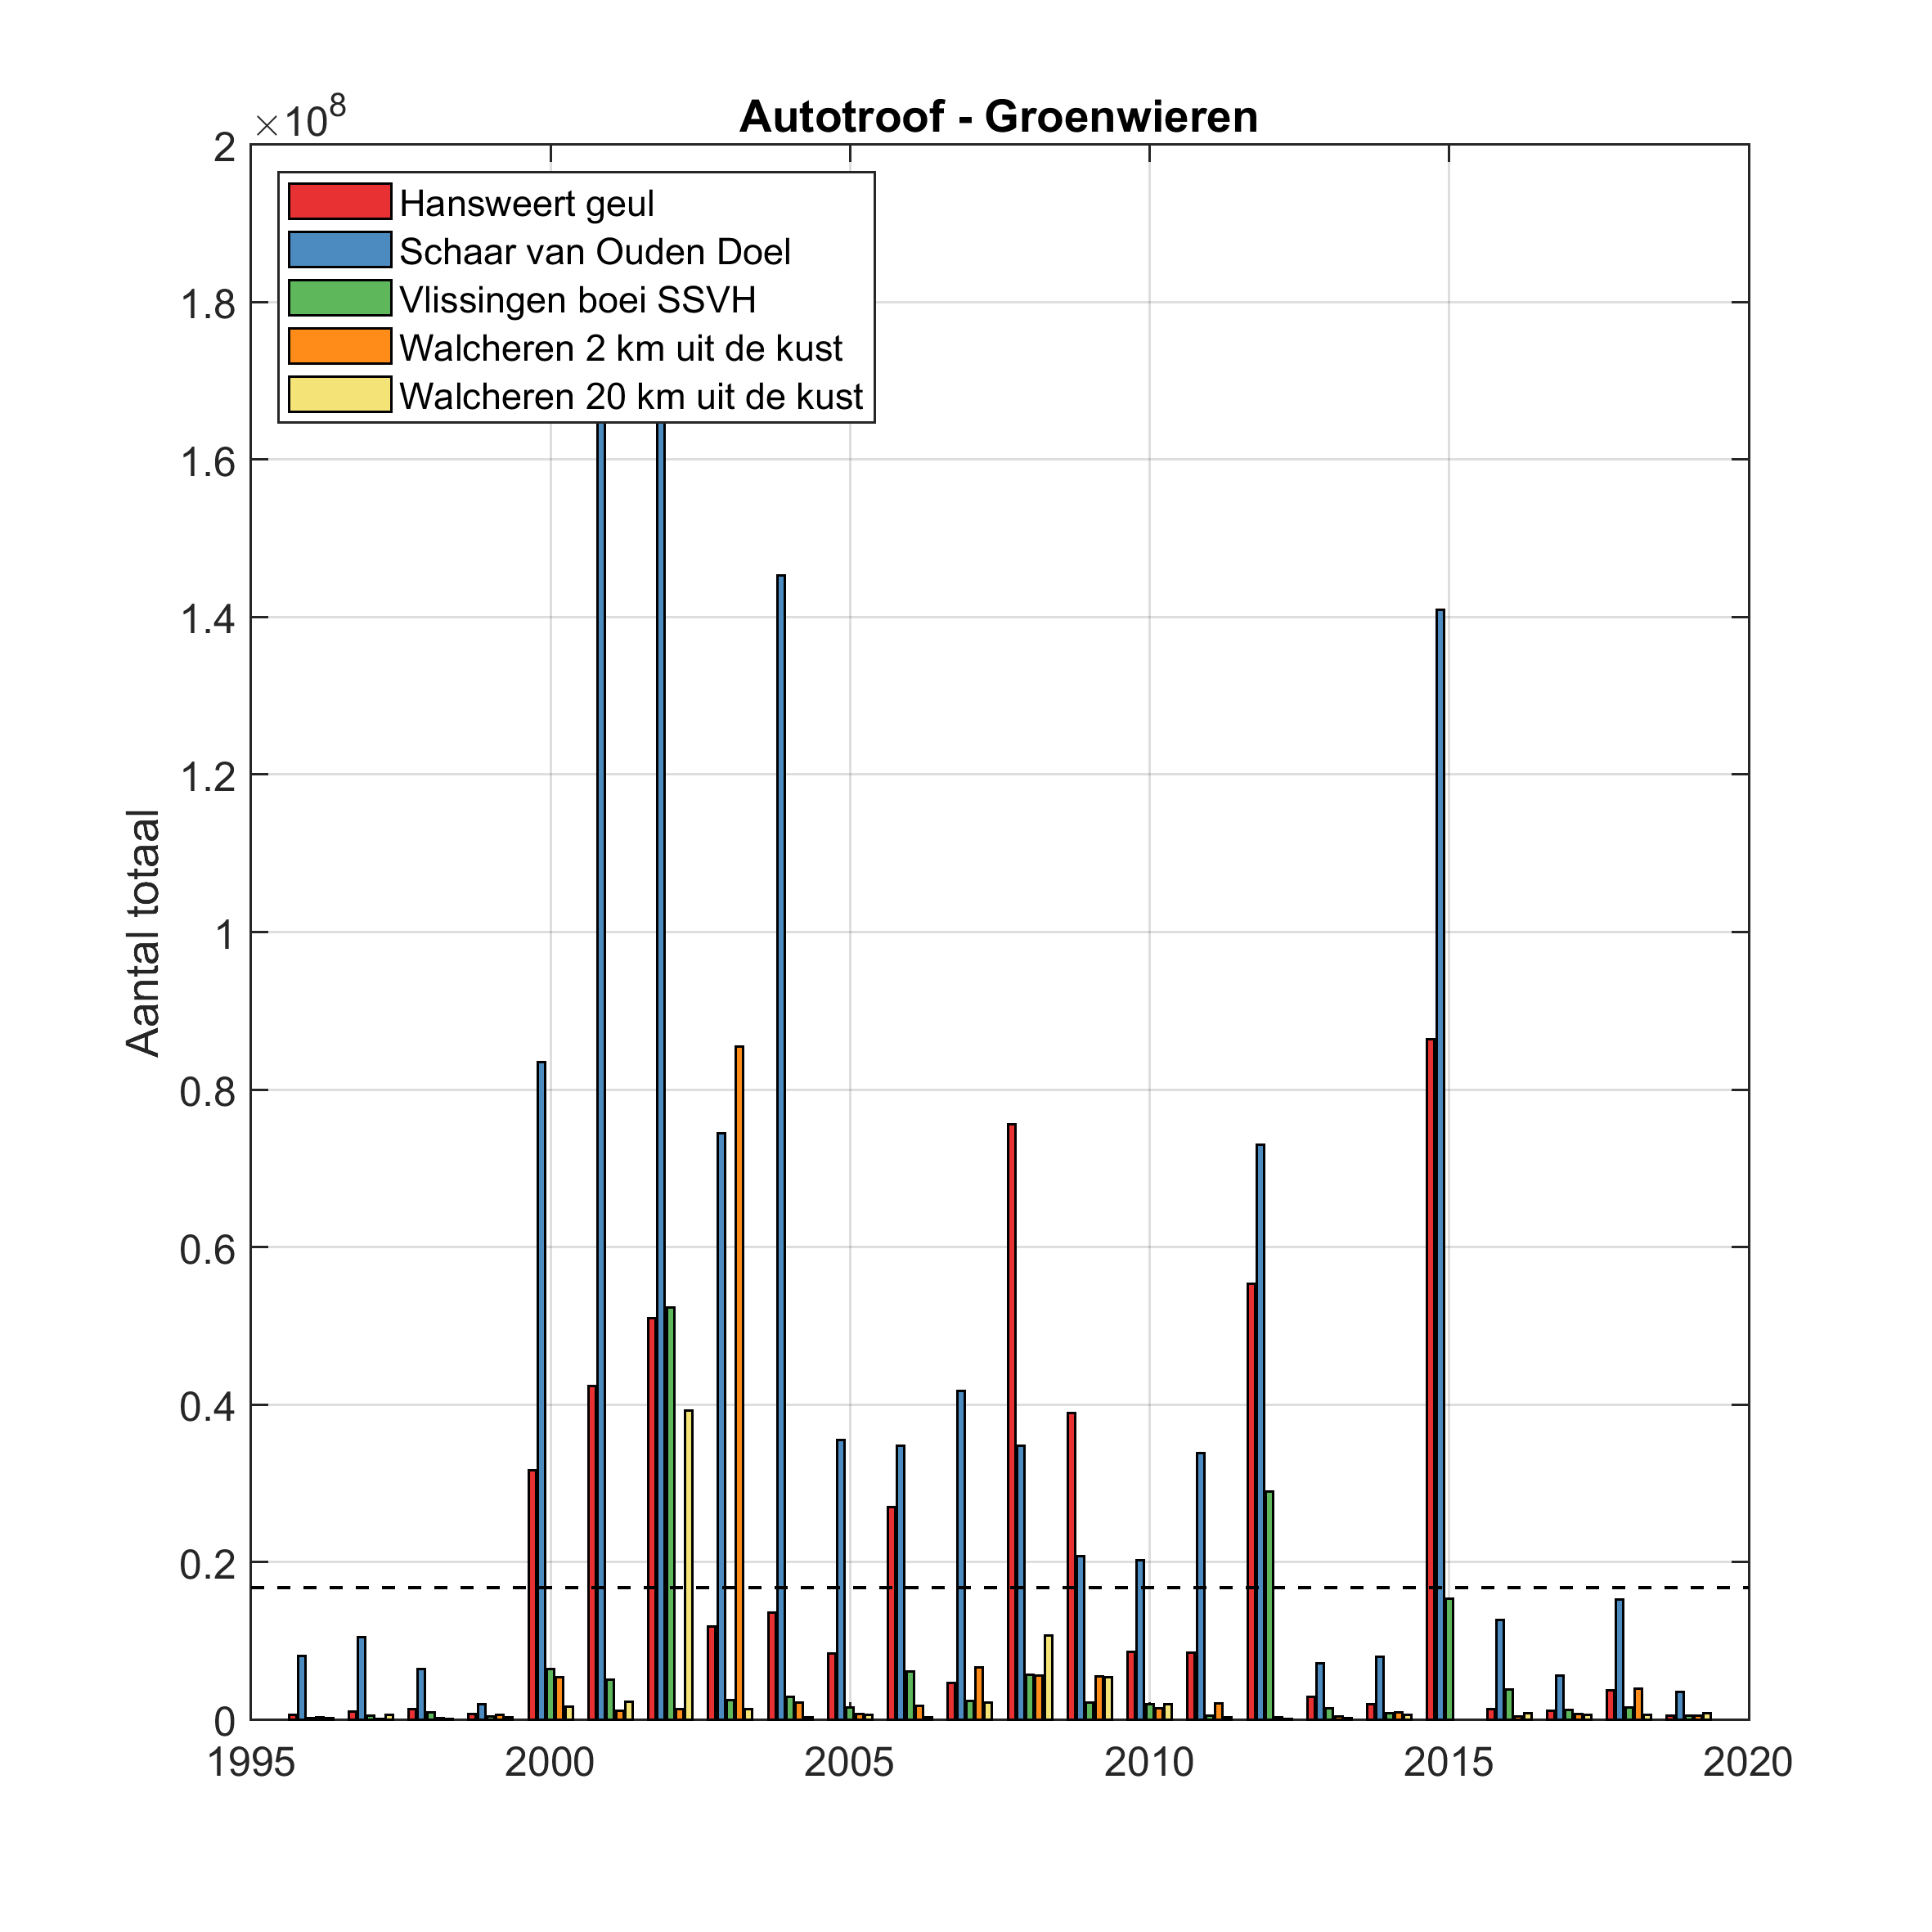 ×10⁸
Autotroof - Groenwieren
2
1.8
1.6
1.4
1.2
1
0.8
0.6
0.4
0.2
0
Aantal totaal
Hansweert geul
Schaar van Ouden Doel
Vlissingen boei SSVH
Walcheren 2 km uit de kust
Walcheren 20 km uit de kust
1995 2000 2005 2010 2015 2020